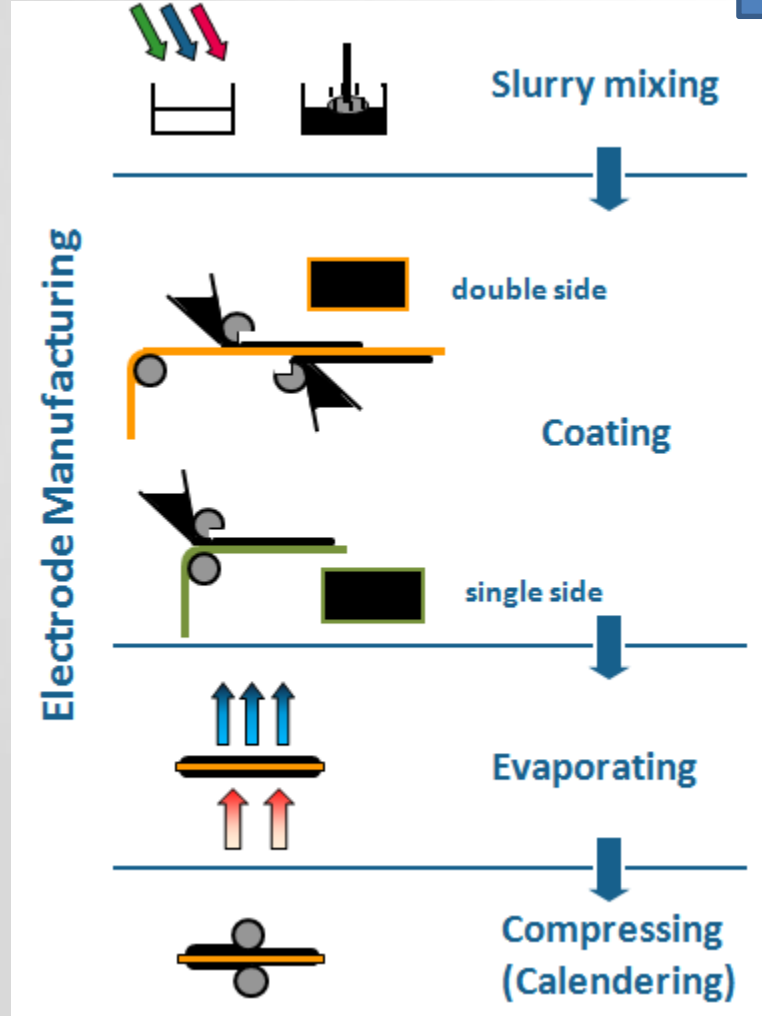 Electrode Manufacturing
Slurry mixing
double side
Coating
single side
Evaporating
Compressing
(Calendering)